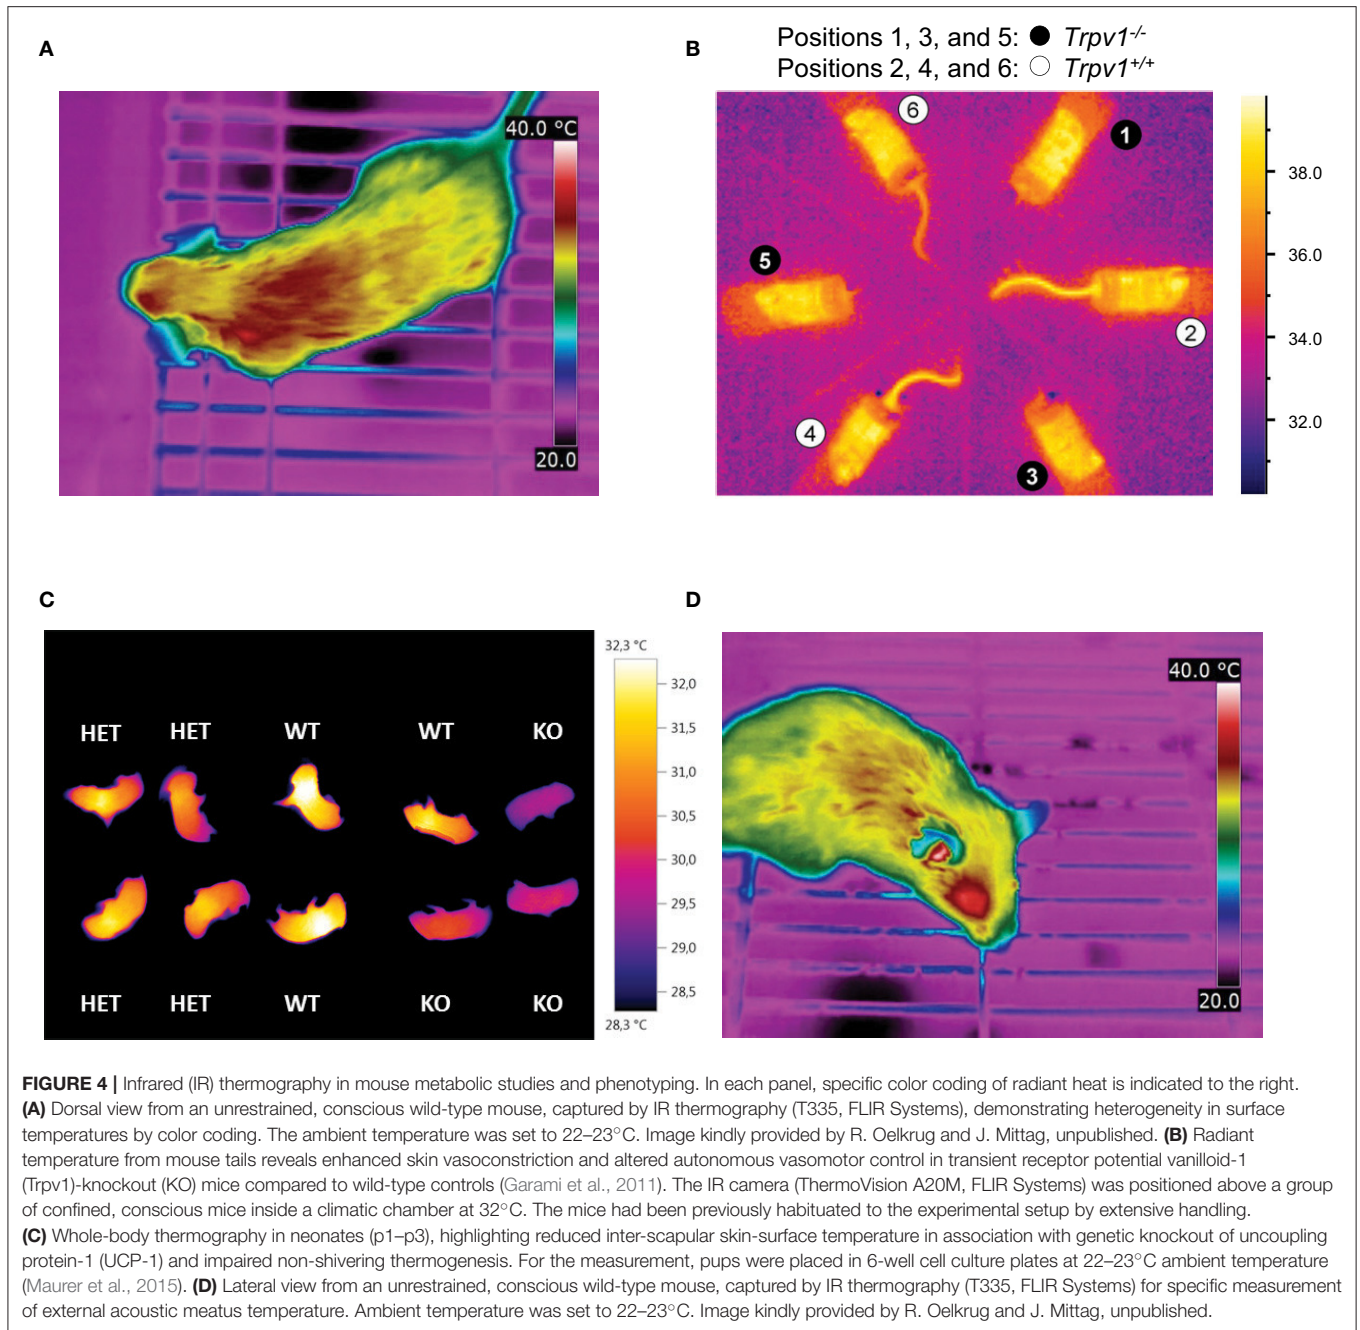 A
B
Positions 1, 3, and 5: ● Trpv1-/-
Positions 2, 4, and 6: ○ Trpv1+/+
40.0 °C
20.0
6
1
5
2
4
3
38.0
36.0
34.0
32.0
C
D
HET HET WT WT KO
HET HET WT KO KO
32,3 °C
32,0
31,5
31,0
30,5
30,0
29,5
29,0
28,5
28,3 °C
40.0 °C
20.0
FIGURE 4 | Infrared (IR) thermography in mouse metabolic studies and phenotyping. In each panel, specific color coding of radiant heat is indicated to the right.
(A) Dorsal view from an unrestrained, conscious wild-type mouse, captured by IR thermography (T335, FLIR Systems), demonstrating heterogeneity in surface
temperatures by color coding. The ambient temperature was set to 22–23°C. Image kindly provided by R. Oelkrug and J. Mittag, unpublished. (B) Radiant
temperature from mouse tails reveals enhanced skin vasoconstriction and altered autonomous vasomotor control in transient receptor potential vanilloid-1
(Trpv1)-knockout (KO) mice compared to wild-type controls (Garami et al., 2011). The IR camera (ThermoVision A20M, FLIR Systems) was positioned above a group
of confined, conscious mice inside a climatic chamber at 32°C. The mice had been previously habituated to the experimental setup by extensive handling.
(C) Whole-body thermography in neonates (p1–p3), highlighting reduced inter-scapular skin-surface temperature in association with genetic knockout of uncoupling
protein-1 (UCP-1) and impaired non-shivering thermogenesis. For the measurement, pups were placed in 6-well cell culture plates at 22–23°C ambient temperature
(Maurer et al., 2015). (D) Lateral view from an unrestrained, conscious wild-type mouse, captured by IR thermography (T335, FLIR Systems) for specific measurement
of external acoustic meatus temperature. Ambient temperature was set to 22–23°C. Image kindly provided by R. Oelkrug and J. Mittag, unpublished.